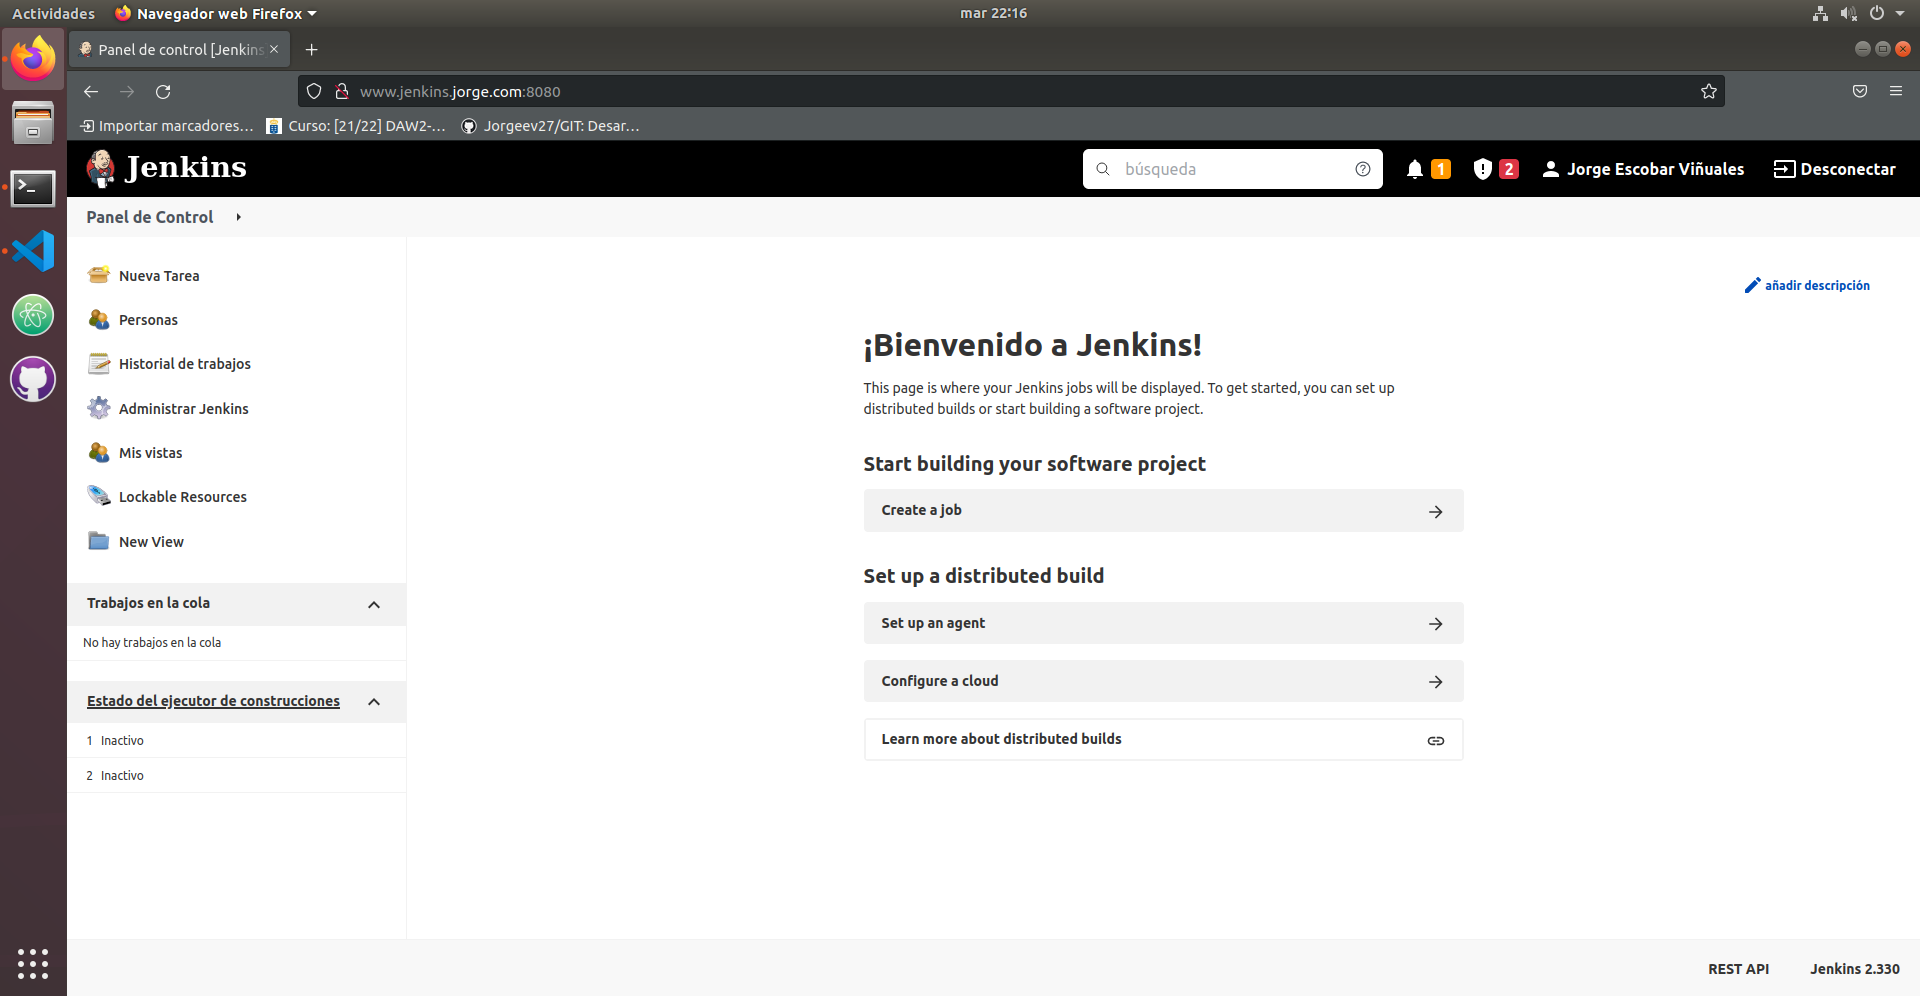 Actividades
Navegador web Firefox
mar 22:16
Panel de control [Jenkins
www.jenkins.jorge.com:8080
Importar marcadores...
Curso: [21/22] DAW2-...
Jorgeev27/GIT: Desar...
Jenkins
búsqueda
1
2
Jorge Escobar Viñuales
Desconectar
Panel de Control
Nueva Tarea
Personas
Historial de trabajos
Administrar Jenkins
Mis vistas
Lockable Resources
New View
Trabajos en la cola
No hay trabajos en la cola
Estado del ejecutor de construcciones
1 Inactivo
2 Inactivo
añadir descripción
¡Bienvenido a Jenkins!
This page is where your Jenkins jobs will be displayed. To get started, you can set up
distributed builds or start building a software project.
Start building your software project
Create a job
Set up a distributed build
Set up an agent
Configure a cloud
Learn more about distributed builds
REST API
Jenkins 2.330